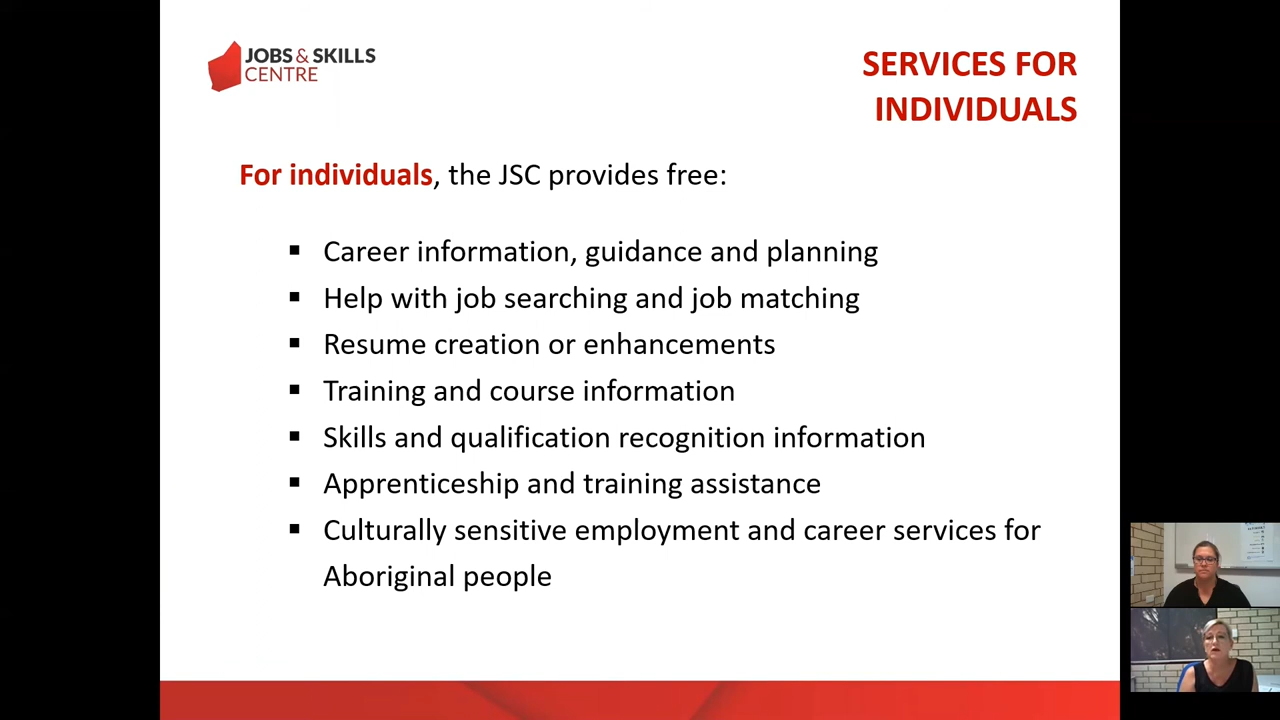 JOBS & SKILLS
CENTRE
SERVICES FOR
INDIVIDUALS
For individuals, the JSC provides free:
▪ Career information, guidance and planning
▪ Help with job searching and job matching
▪ Resume creation or enhancements
▪ Training and course information
▪ Skills and qualification recognition information
▪ Apprenticeship and training assistance
▪ Culturally sensitive employment and career services for
Aboriginal people